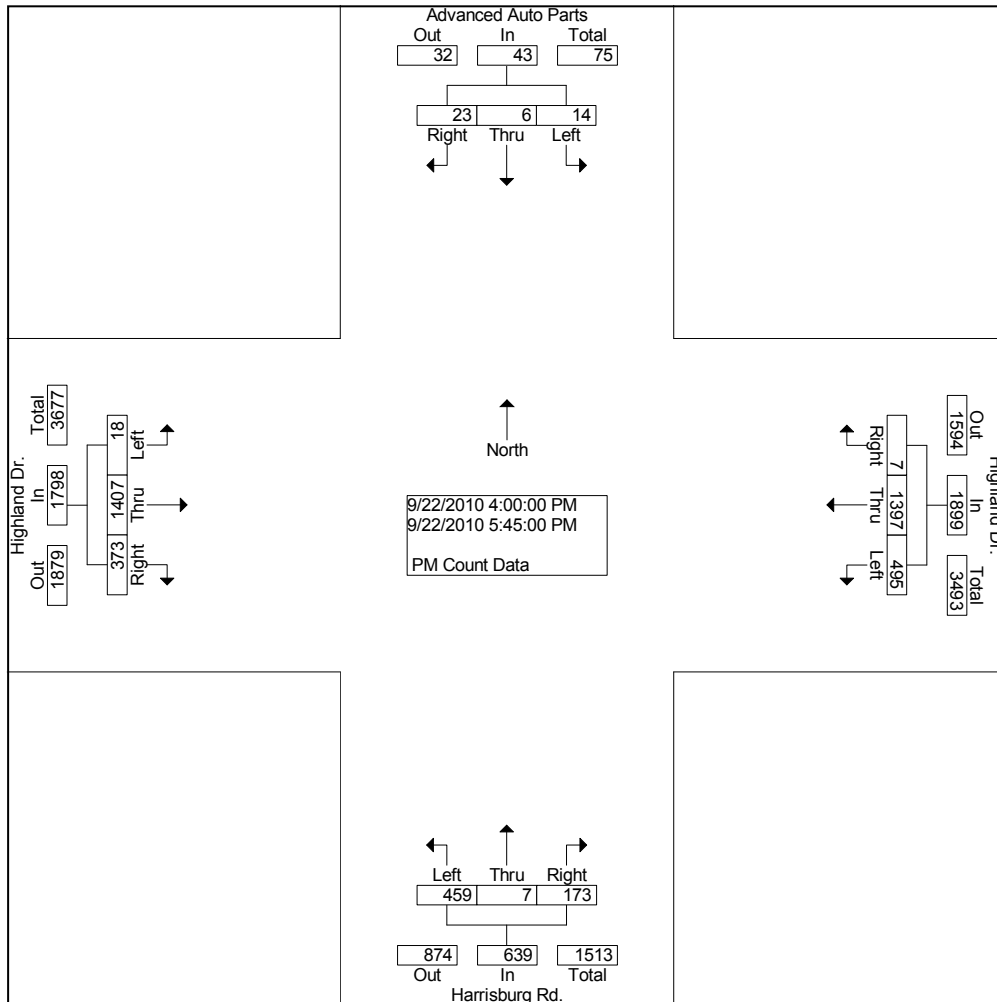 Advanced Auto Parts
Out In Total
32 43 75
23 6 14
Right Thru Left
Highland Dr.
Total In Out
3677 1798 1879
18 1407 373
Left Thru Right
North
9/22/2010 4:00:00 PM
9/22/2010 5:45:00 PM
PM Count Data
Right Thru Left
7 1397 495
Out In Total
1594 1899 3493
Highland Dr.
Left Thru Right
459 7 173
874 639 1513
Out In Total
Harrisburg Rd.